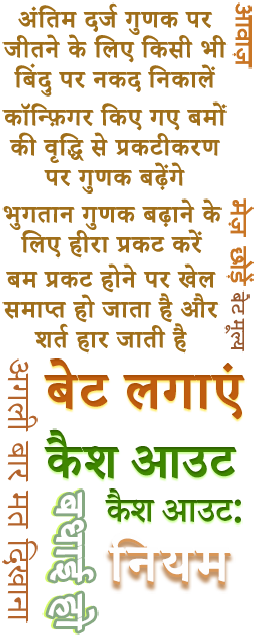 अंतिम दर्ज गुणक पर
जीतने के लिए किसी भी
बिंदु पर नकद निकालें
कॉन्फ़िगर किए गए बमों
की वृद्धि से प्रकटीकरण
पर गुणक बढ़ेंगे
भुगतान गुणक बढ़ाने के
लिए हीरा प्रकट करें
बम प्रकट होने पर खेल
समाप्त हो जाता है और
शर्त हार जाती है
आवाज़
मेज़ छोड़ें
बेट मूल्य
बेट लगाएं
कैश आउट
कैश आउट:
नियम
अगली बार मत दिखाना
बधाई हो